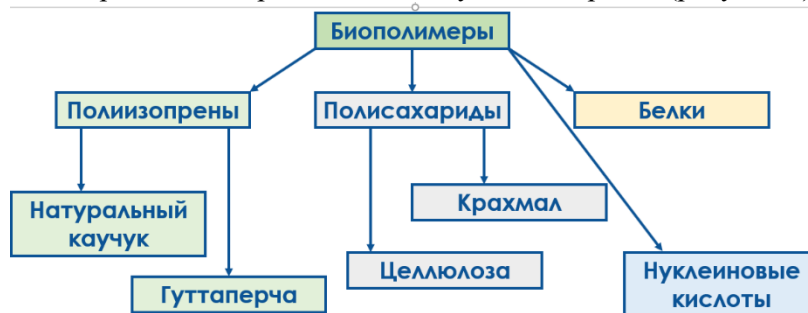 Биополимеры
Полиизопрены
Полисахариды
Белки
Натуральный
каучук
Крахмал
Гуттаперча
Целлюлоза
Нуклеиновые
кислоты